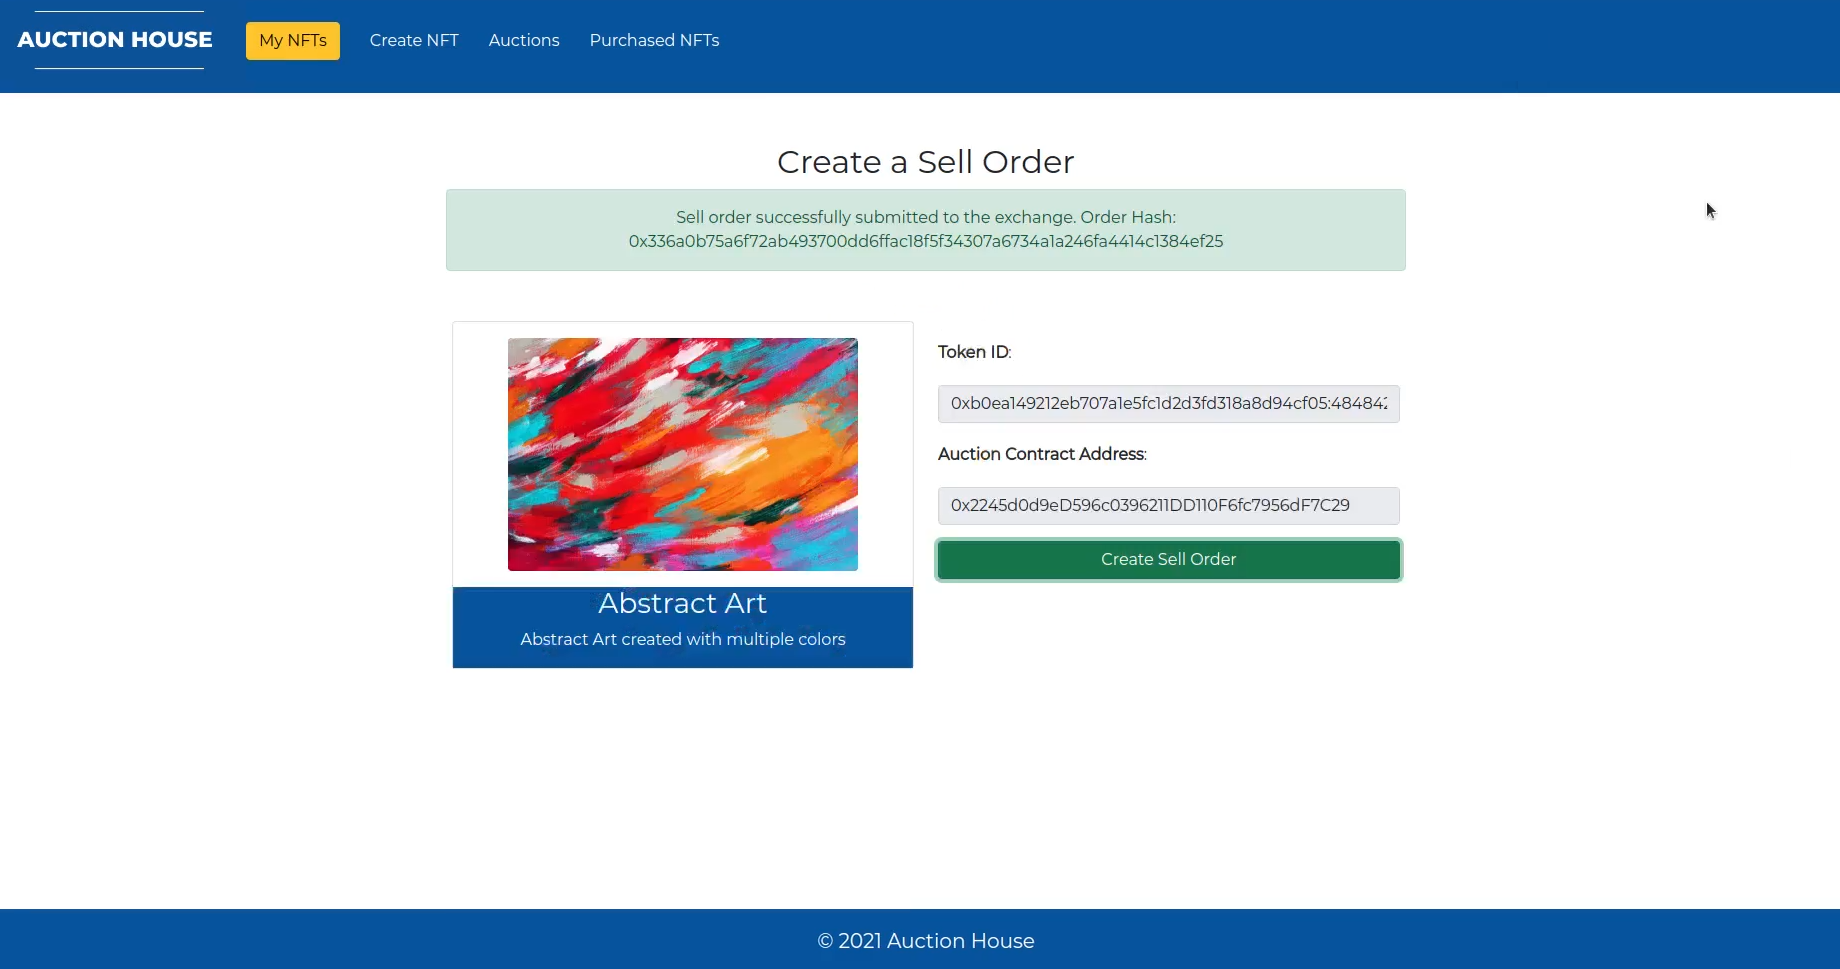 AUCTION HOUSE
My NFTs
Create NFT
Auctions
Purchased NFTs
Create a Sell Order
Sell order successfully submitted to the exchange. Order Hash:
0x336a0b75a6f72ab493700dd6ffac18f5f34307a6734a1a246fa4414c1384ef25
Token ID:
0xb0ea149212eb707a1e5fc1d2d3fd318a8d94cf05:484842
Auction Contract Address:
0x2245d0d9eD596c0396211DD110F6fc7956dF7C29
Create Sell Order
Abstract Art
Abstract Art created with multiple colors
© 2021 Auction House